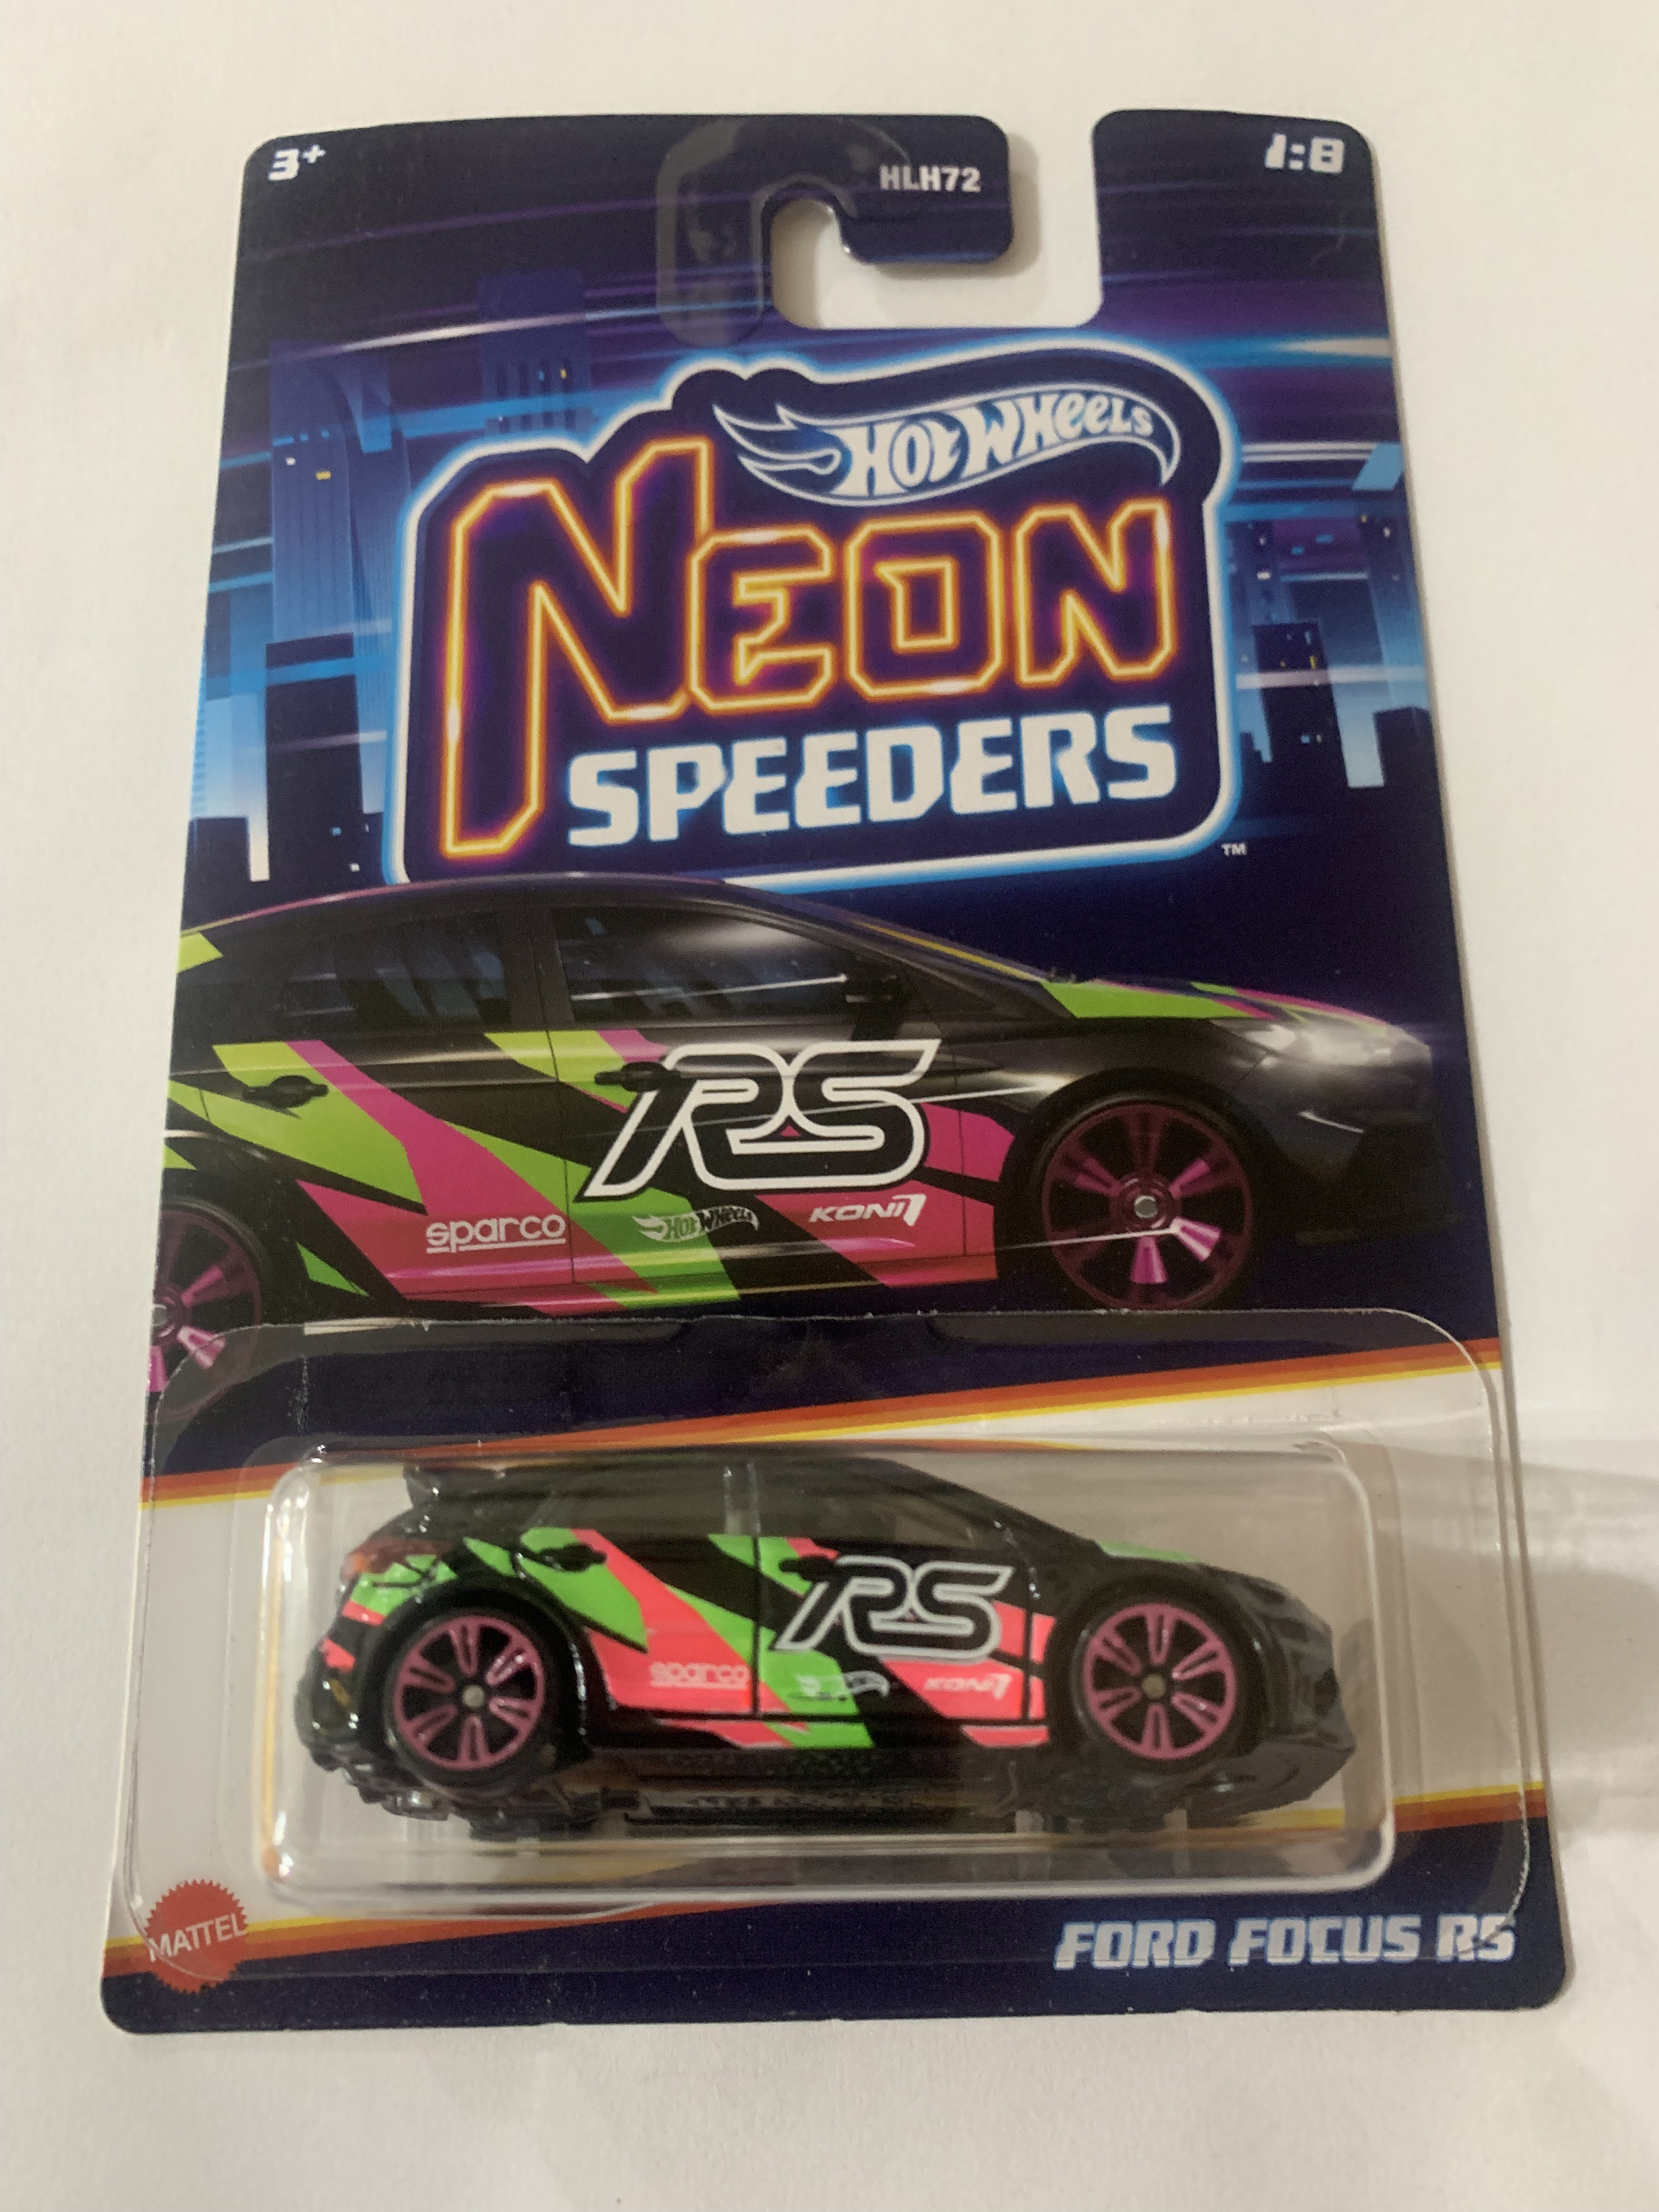 3+
HLH72
1:8
HOT WHEELS
NEON
SPEEDERS
TM
RS
sparco
HOT WHEELS
KONI
RS
sparco
KONI
MATTEL
FORD FOCUS RS